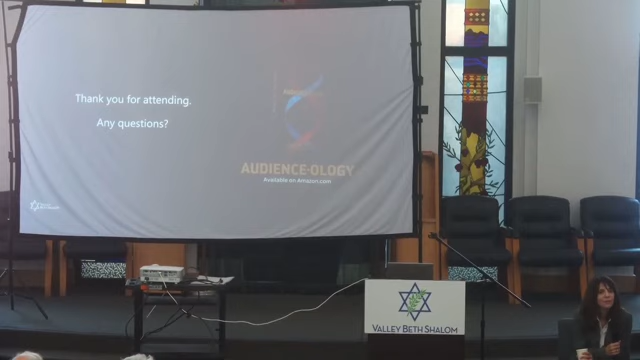 Thank you for attending.
Any questions?
AUDIENCE-OLOGY
Available on Amazon.com
VALLEY BETH SHALOM